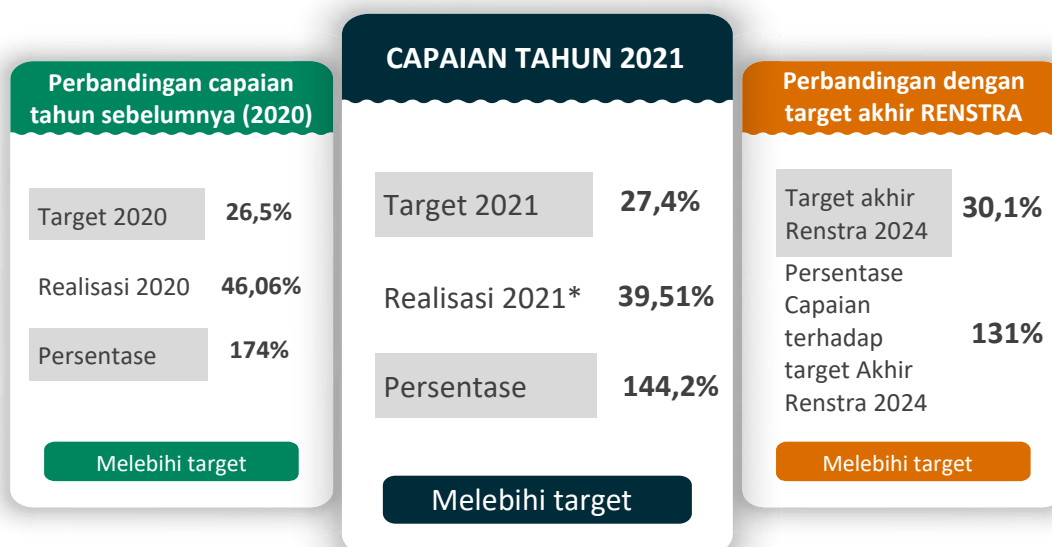 Perbandingan capaian
tahun sebelumnya (2020)
Target 2020 26,5%
Realisasi 2020 46,06%
Persentase 174%
Melebihi target
CAPAIAN TAHUN 2021
Target 2021 27,4%
Realisasi 2021* 39,51%
Persentase 144,2%
Melebihi target
Perbandingan dengan
target akhir RENSTRA
Target akhir
Renstra 2024
30,1%
Persentase
Capaian
terhadap
target Akhir
Renstra 2024
131%
Melebihi target